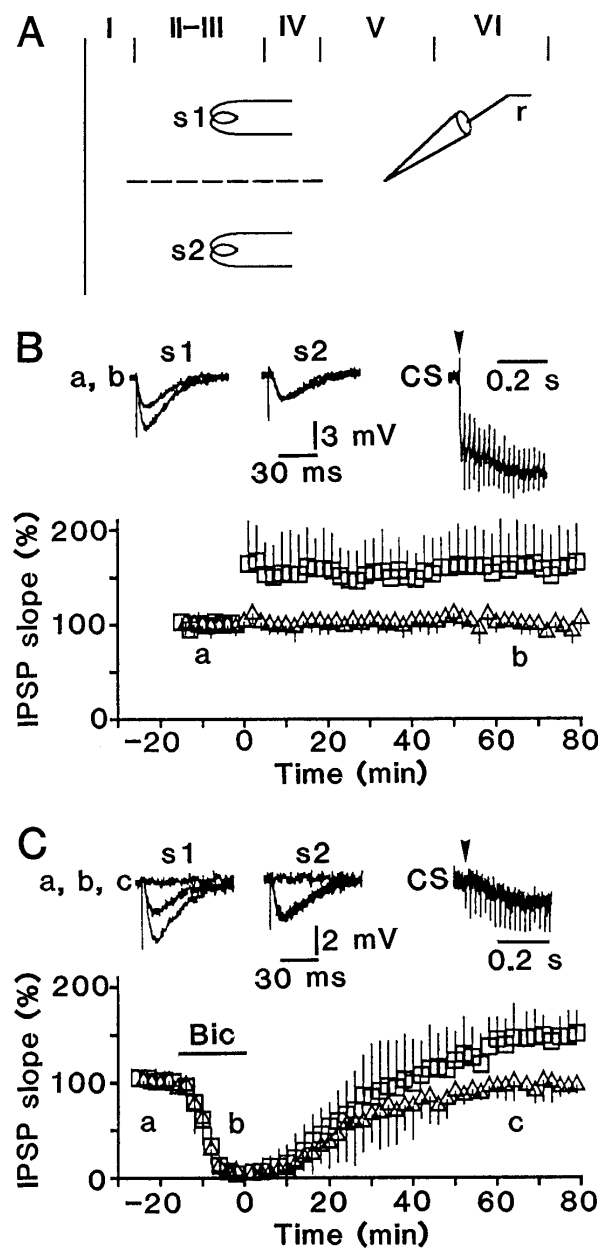 A
I II–III IV V VI
s1
r
s2
B
s1 s2
a, b CS 0.2 s
3 mV
30 ms
IPSP slope (%)
200
100
0
a b
−20 0 20 40 60 80
Time (min)
C
s1 s2
a, b, c CS
2 mV
30 ms 0.2 s
IPSP slope (%)
200
Bic
100
a b c
0
−20 0 20 40 60 80
Time (min)